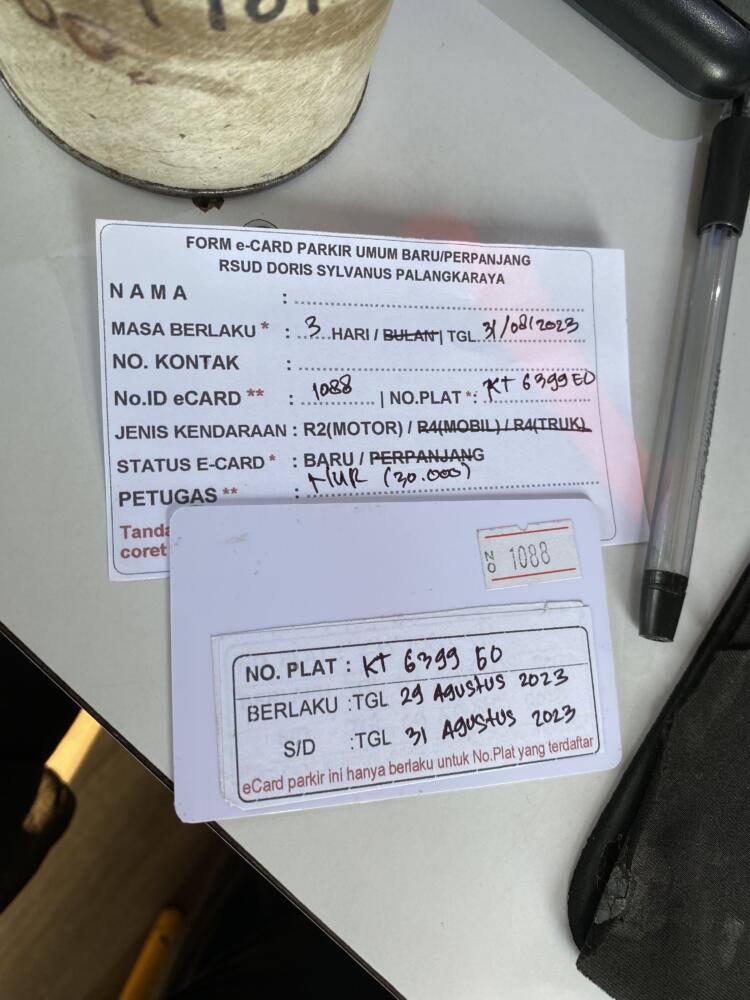 FORM e-CARD PARKIR UMUM BARU/PERPANJANG
RSUD DORIS SYLVANUS PALANGKARAYA
NAMA :
MASA BERLAKU * : 3 HARI / BULAN | TGL 31/08/2023
NO. KONTAK :
No.ID eCARD ** : 1088 | NO.PLAT *: KT 6399 EO
JENIS KENDARAAN : R2(MOTOR) / R4(MOBIL) / R4(TRUK)
STATUS E-CARD * : BARU / PERPANJANG
PETUGAS ** : NUR (30.000)
Tanda
coret
NO 1088
NO. PLAT : KT 6399 EO
BERLAKU :TGL 29 AGUSTUS 2023
S/D :TGL 31 AGUSTUS 2023
eCard parkir ini hanya berlaku untuk No.Plat yang terdaftar